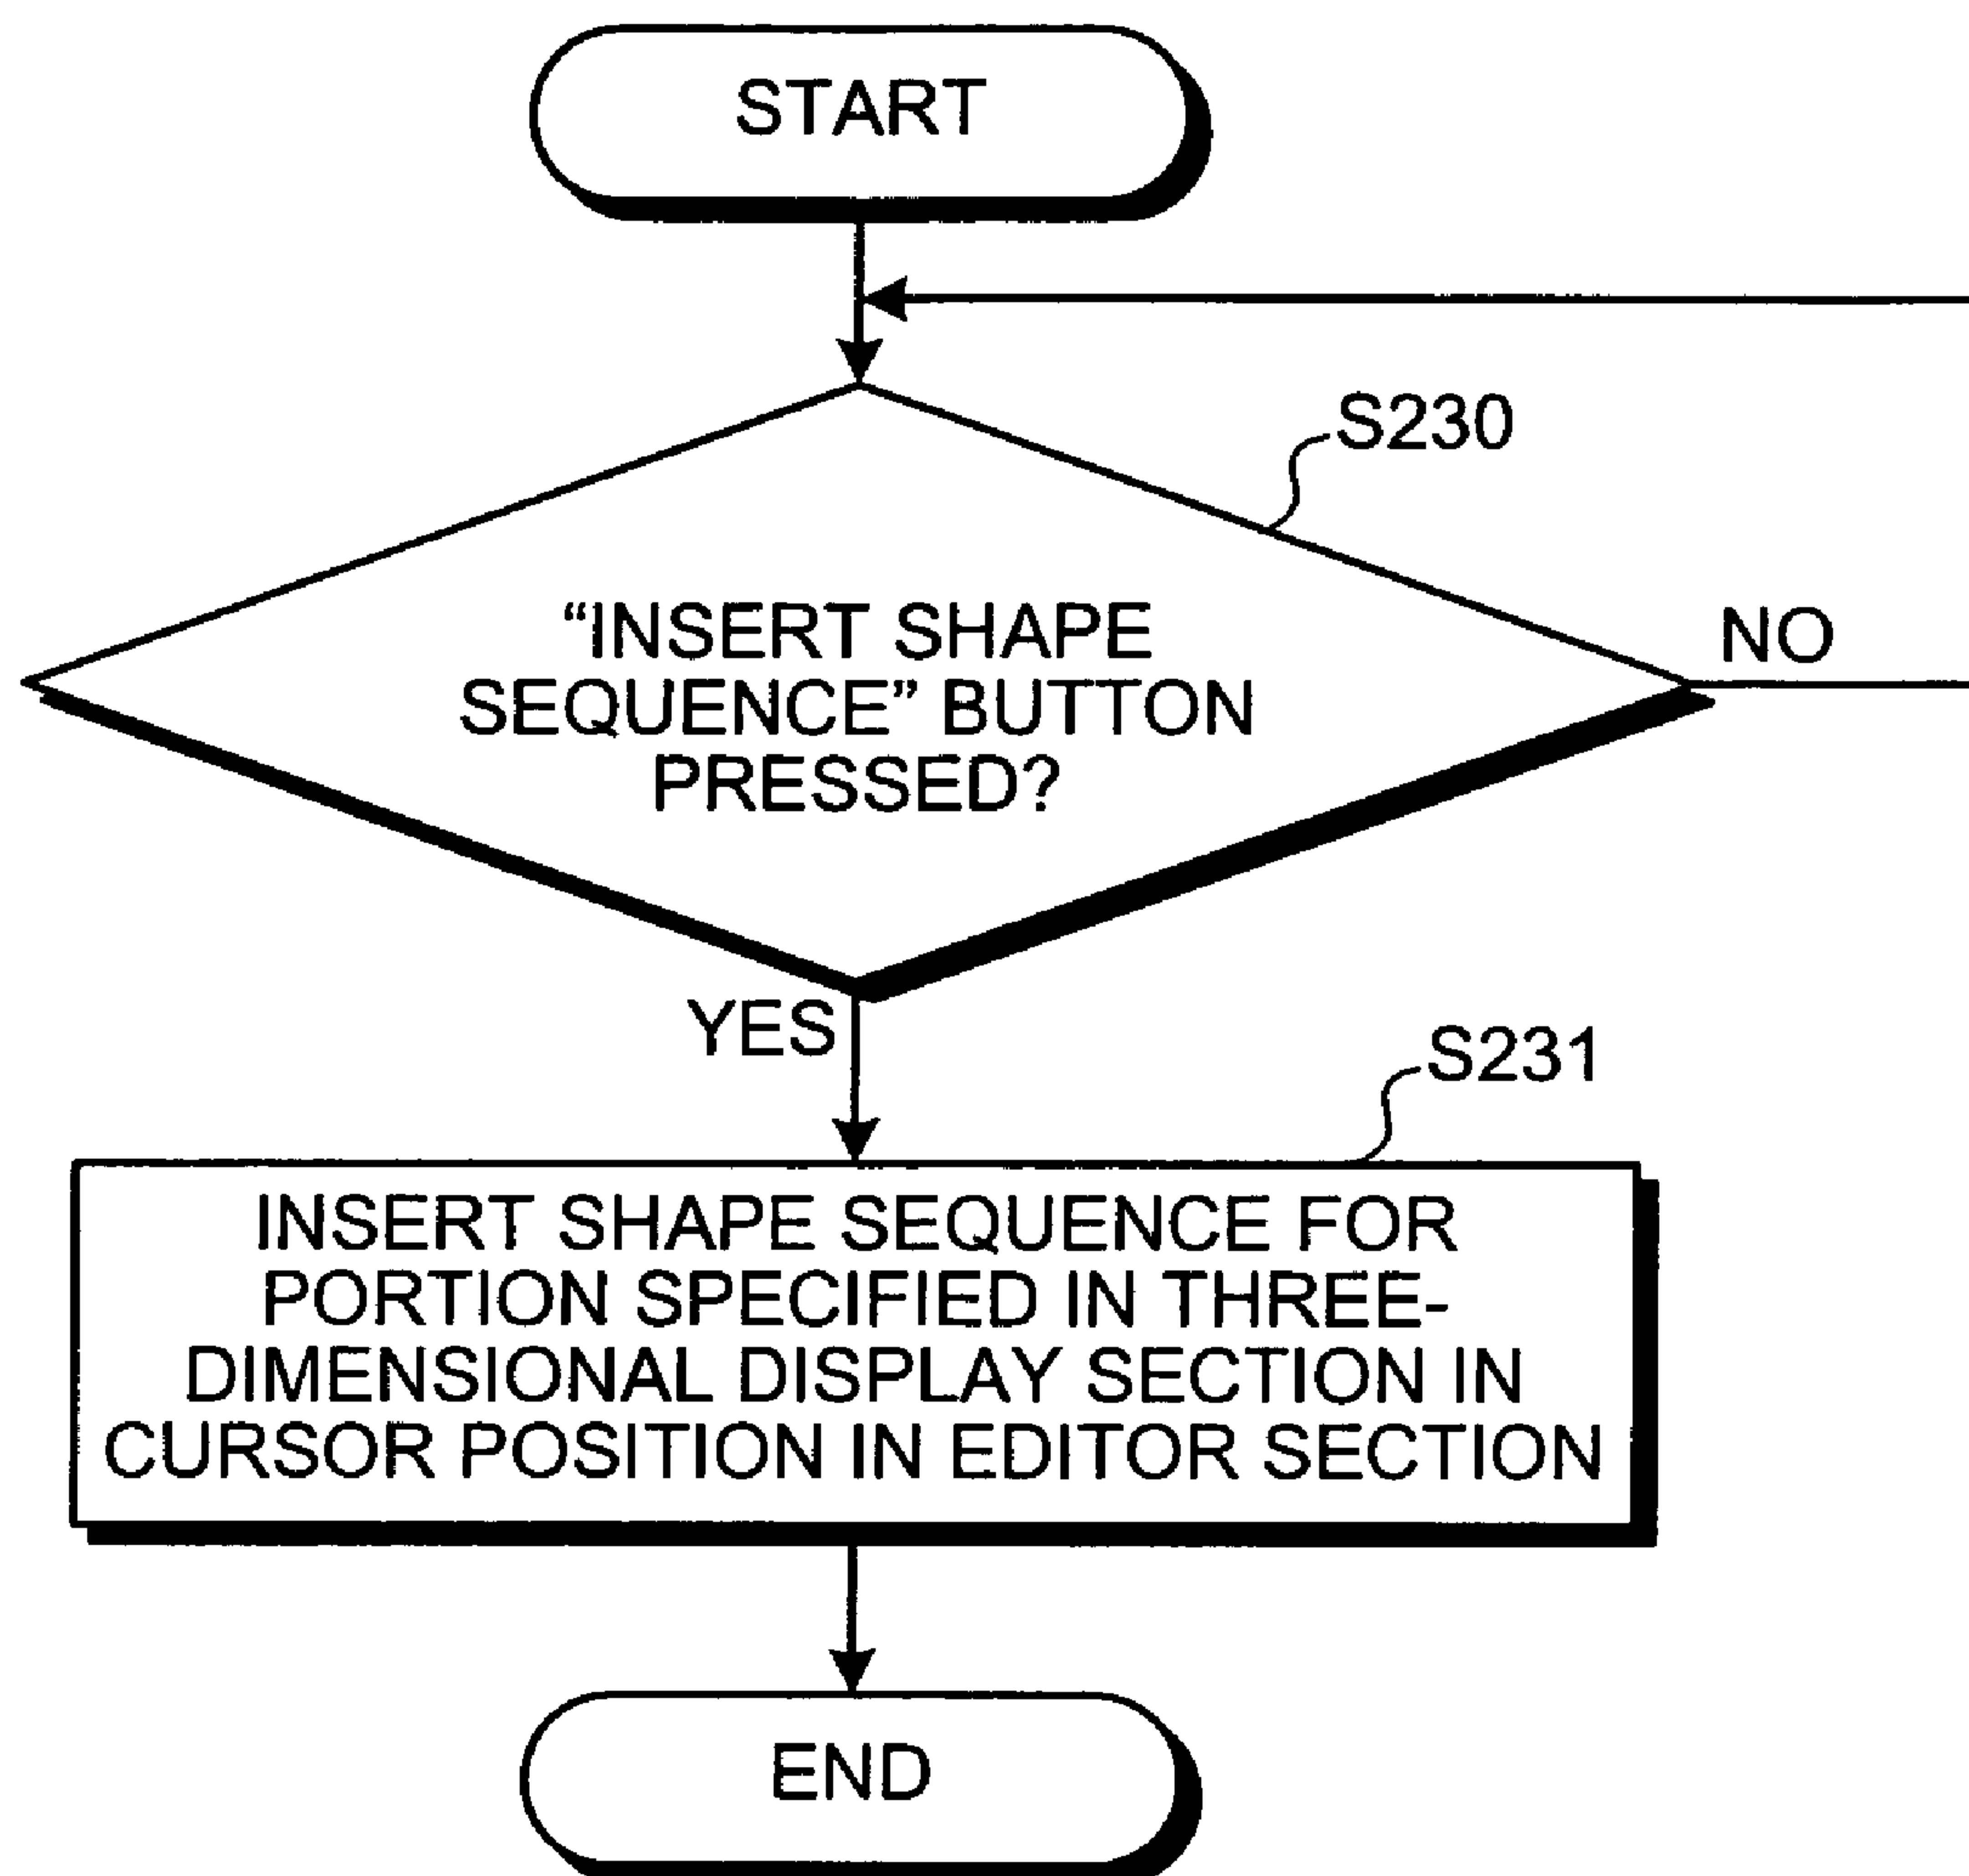 START
S230
“INSERT SHAPE
SEQUENCE” BUTTON
PRESSED?
NO
YES
S231
INSERT SHAPE SEQUENCE FOR
PORTION SPECIFIED IN THREE-
DIMENSIONAL DISPLAY SECTION IN
CURSOR POSITION IN EDITOR SECTION
END